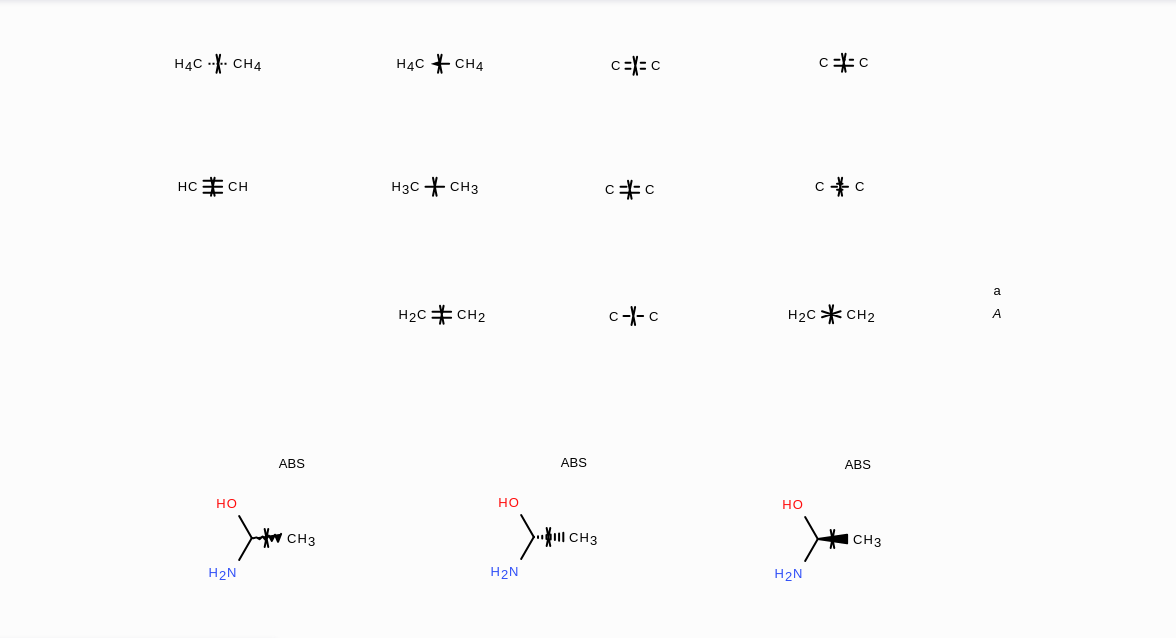 H4C CH4 H4C CH4 C C C C
HC CH H3C CH3 C C C C
a
H2C CH2 C C H2C CH2 A
ABS ABS ABS
HO HO HO
CH3 CH3 CH3
H2N H2N H2N